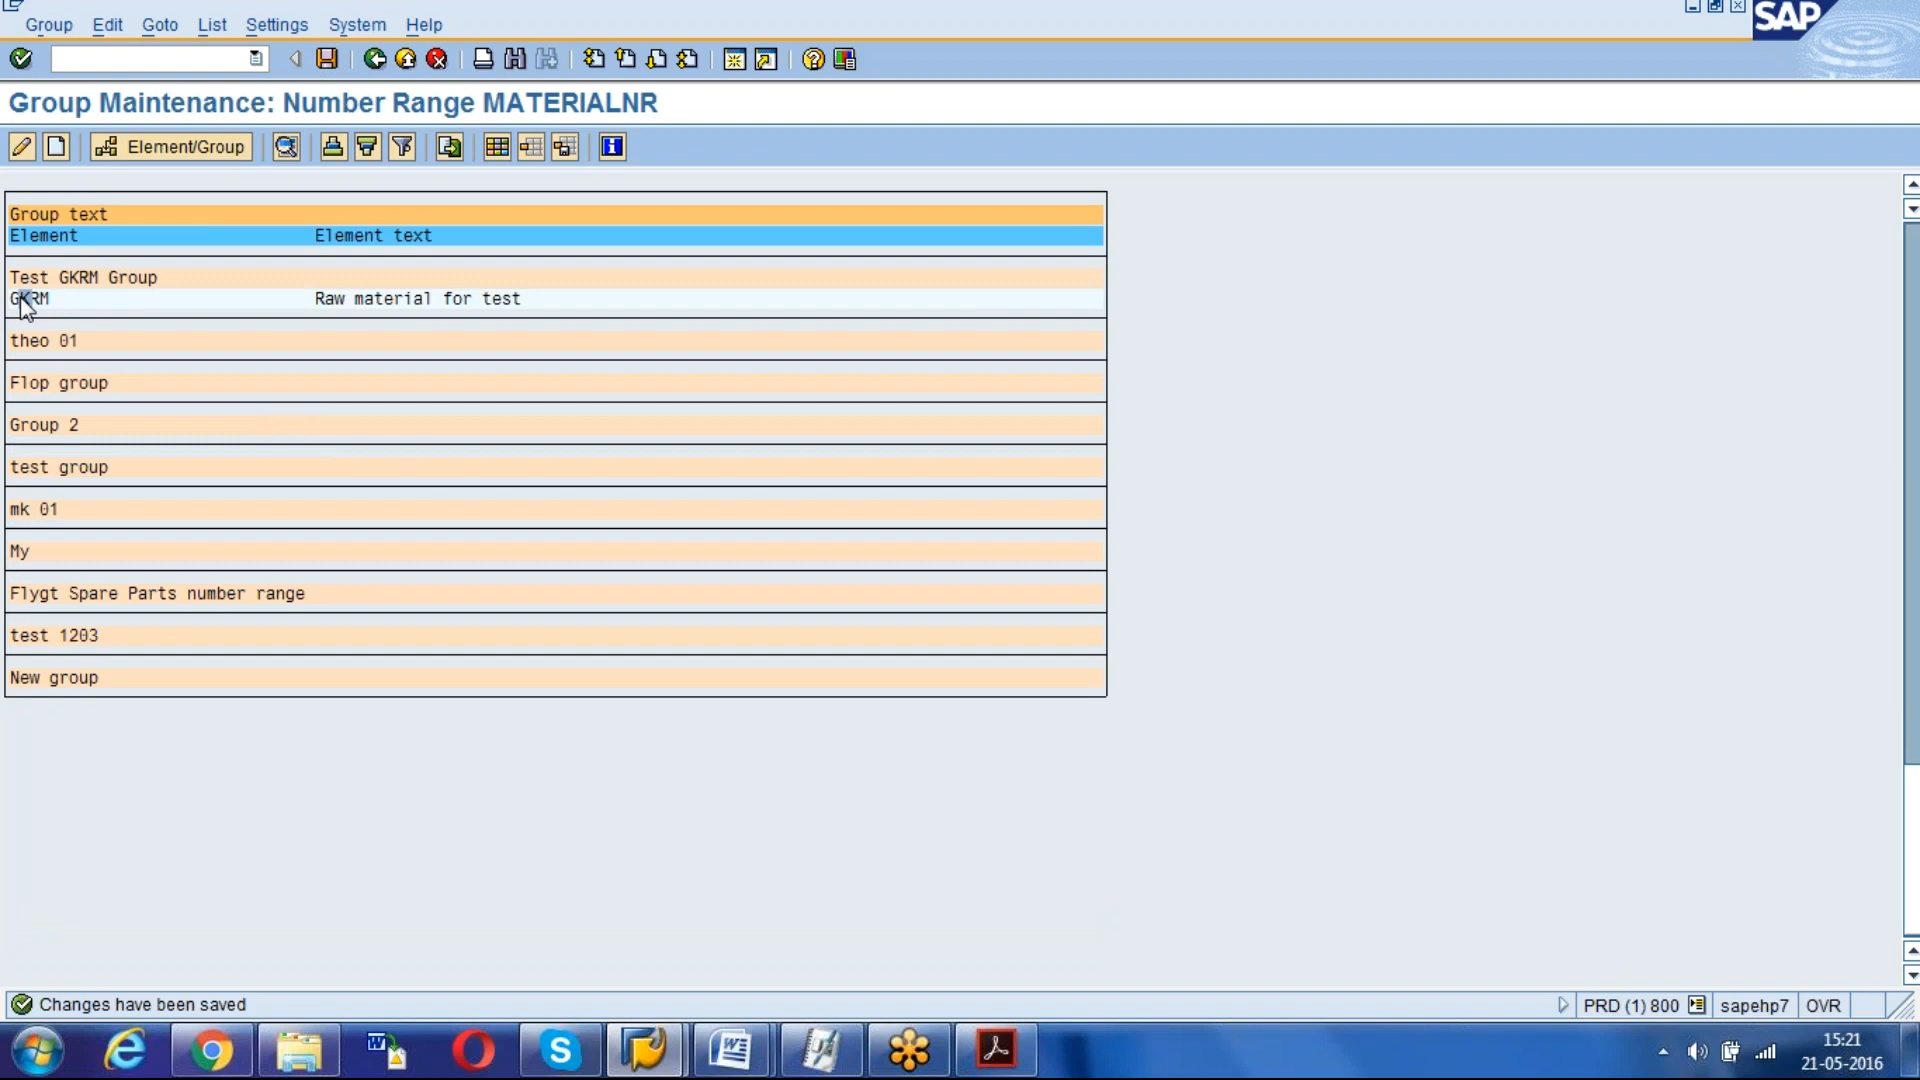 Group Edit Goto List Settings System Help
SAP
Group Maintenance: Number Range MATERIALNR
Element/Group
Group text
Element Element text
Test GKRM Group
GKRM Raw material for test
theo 01
Flop group
Group 2
test group
mk 01
My
Flygt Spare Parts number range
test 1203
New group
Changes have been saved
PRD (1) 800 sapehp7 OVR
15:21
21-05-2016